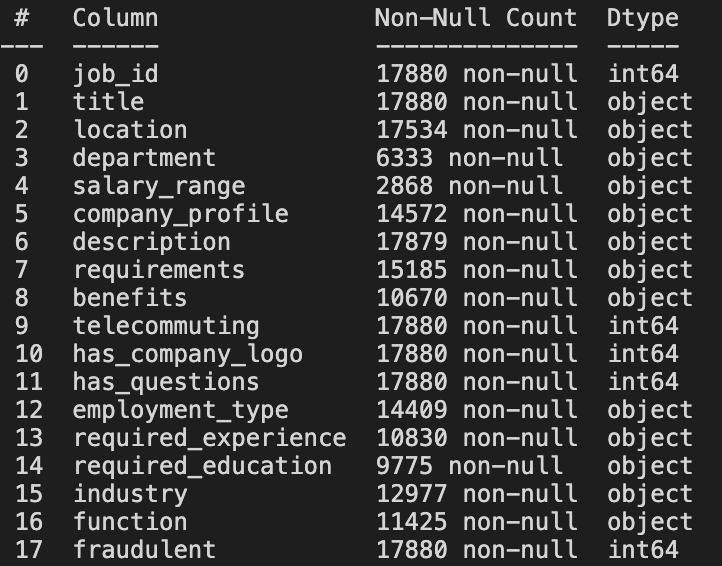 #   Column               Non-Null Count  Dtype
---  ------               --------------  -----
0   job_id               17880 non-null  int64
1   title                17880 non-null  object
2   location             17534 non-null  object
3   department           6333 non-null   object
4   salary_range         2868 non-null   object
5   company_profile      14572 non-null  object
6   description          17879 non-null  object
7   requirements         15185 non-null  object
8   benefits             10670 non-null  object
9   telecommuting        17880 non-null  int64
10  has_company_logo     17880 non-null  int64
11  has_questions        17880 non-null  int64
12  employment_type      14409 non-null  object
13  required_experience  10830 non-null  object
14  required_education   9775 non-null   object
15  industry             12977 non-null  object
16  function             11425 non-null  object
17  fraudulent           17880 non-null  int64